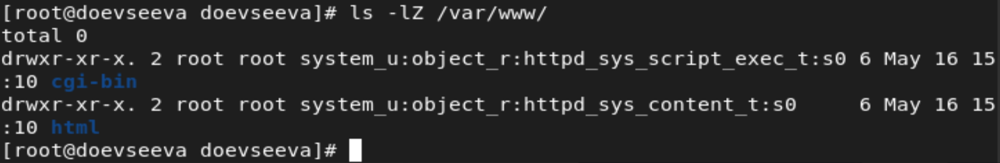 [root@doevseeva doevseeva]# ls -lZ /var/www/
total 0
drwxr-xr-x. 2 root root system_u:object_r:httpd_sys_script_exec_t:s0 6 May 16 15
:10 cgi-bin
drwxr-xr-x. 2 root root system_u:object_r:httpd_sys_content_t:s0     6 May 16 15
:10 html
[root@doevseeva doevseeva]#